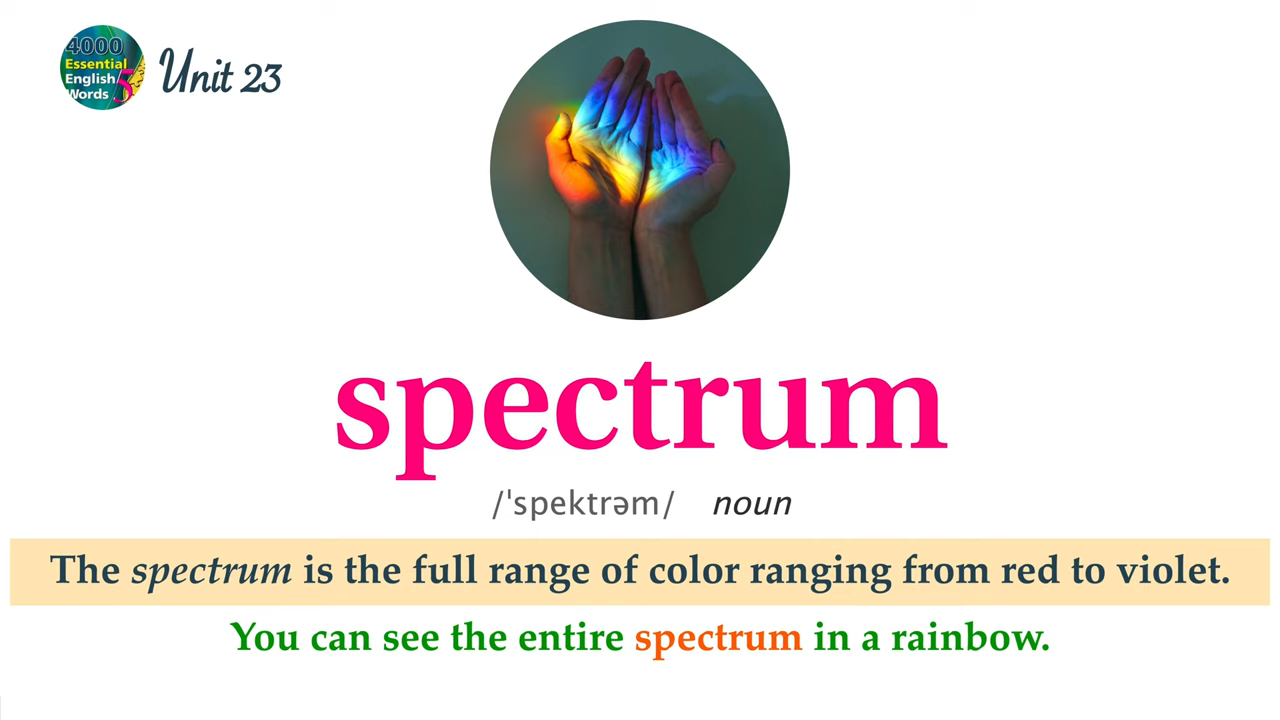 4000
Essential
English
Words 5
Unit 23
spectrum
/ˈspektrəm/ noun
The spectrum is the full range of color ranging from red to violet.
You can see the entire spectrum in a rainbow.